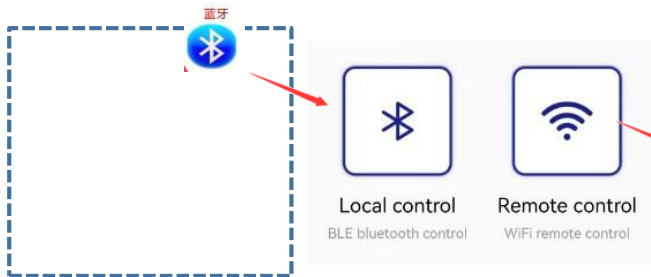 蓝牙
Local control
Remote control
BLE bluetooth control
WiFi remote control